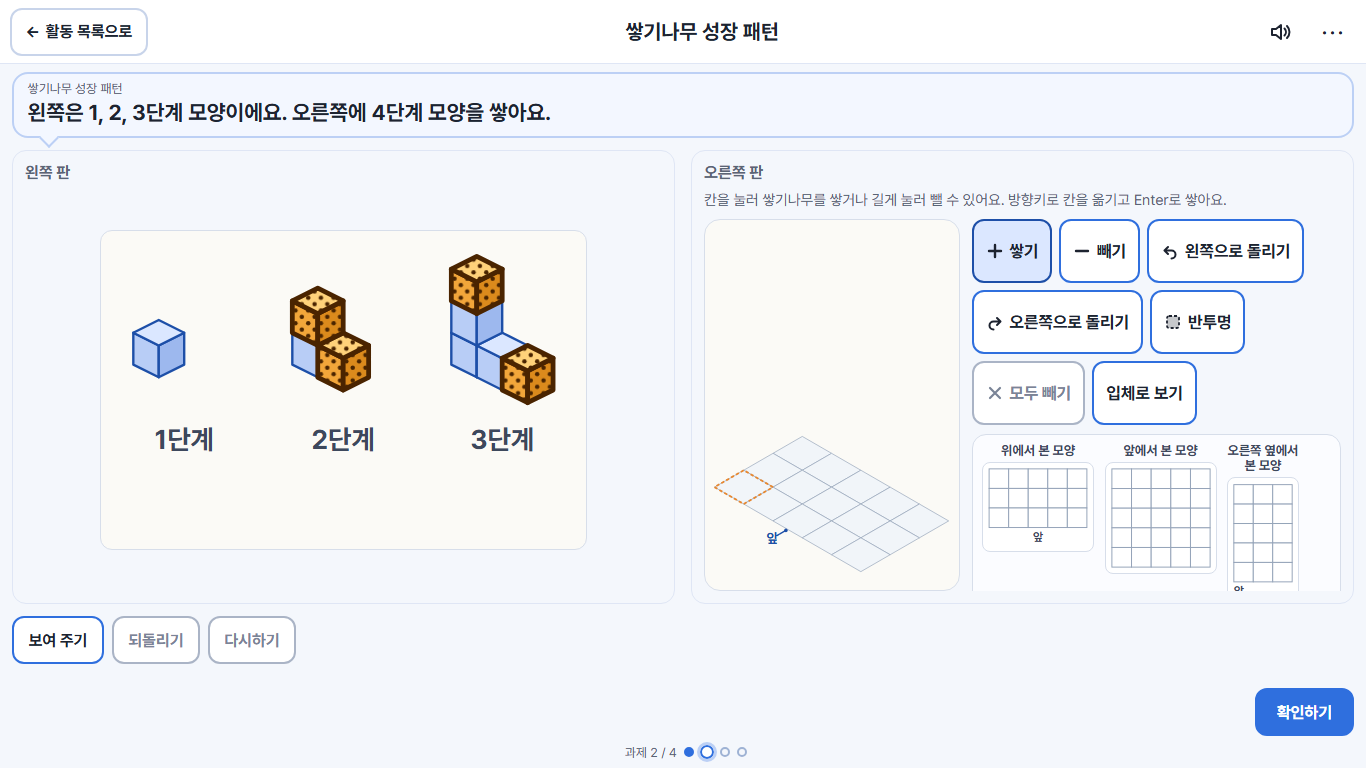 ← 활동 목록으로
쌓기나무 성장 패턴
쌓기나무 성장 패턴
왼쪽은 1, 2, 3단계 모양이에요. 오른쪽에 4단계 모양을 쌓아요.
왼쪽 판
1단계
2단계
3단계
오른쪽 판
칸을 눌러 쌓기나무를 쌓거나 길게 눌러 뺄 수 있어요. 방향키로 칸을 옮기고 Enter로 쌓아요.
앞
쌓기
빼기
왼쪽으로 돌리기
오른쪽으로 돌리기
반투명
모두 빼기
입체로 보기
위에서 본 모양
앞
앞에서 본 모양
오른쪽 옆에서
본 모양
앞
보여 주기
되돌리기
다시하기
확인하기
과제 2 / 4